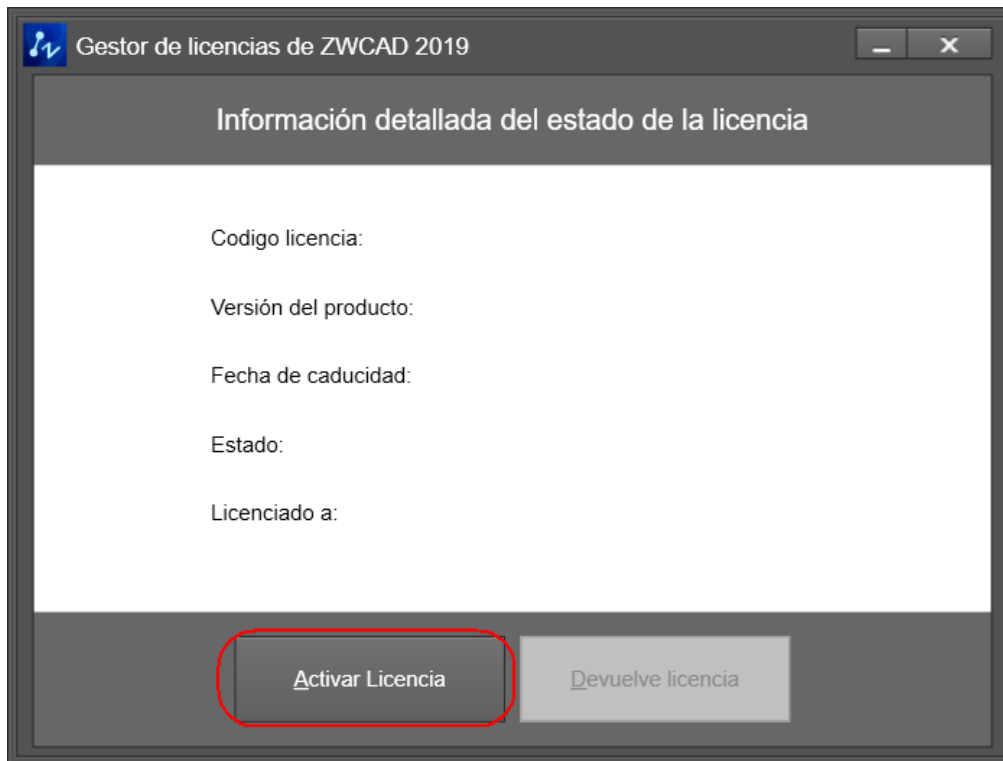 Gestor de licencias de ZWCAD 2019
Información detallada del estado de la licencia
Codigo licencia:
Versión del producto:
Fecha de caducidad:
Estado:
Licenciado a:
Activar Licencia
Devuelve licencia